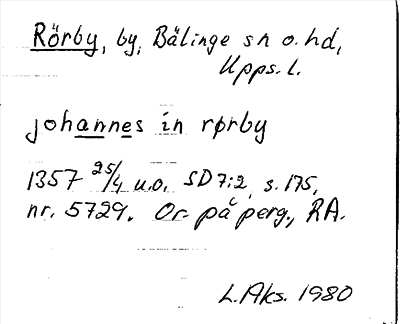 Rörby, by, Bälinge sn o. hd,
Upps. l.
johannes in rørby
1357 25/4 u.o. SD 7:2, s. 175,
nr. 5729. Or. på perg., RA.
L. Aks. 1980